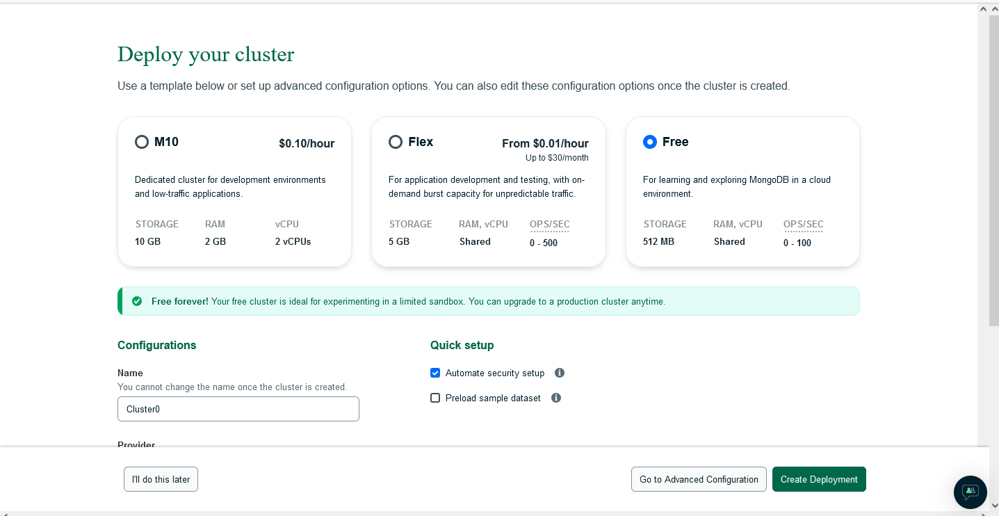 Deploy your cluster
Use a template below or set up advanced configuration options. You can also edit these configuration options once the cluster is created.
M10
$0.10/hour
Dedicated cluster for development environments
and low-traffic applications.
STORAGE RAM vCPU
10 GB 2 GB 2 vCPUs
Flex
From $0.01/hour
Up to $30/month
For application development and testing, with on-
demand burst capacity for unpredictable traffic.
STORAGE RAM, vCPU OPS/SEC
5 GB Shared 0 - 500
Free
For learning and exploring MongoDB in a cloud
environment.
STORAGE RAM, vCPU OPS/SEC
512 MB Shared 0 - 100
Free forever! Your free cluster is ideal for experimenting in a limited sandbox. You can upgrade to a production cluster anytime.
Configurations
Name
You cannot change the name once the cluster is created.
Cluster0
Provider
Quick setup
Automate security setup
Preload sample dataset
I'll do this later
Go to Advanced Configuration
Create Deployment